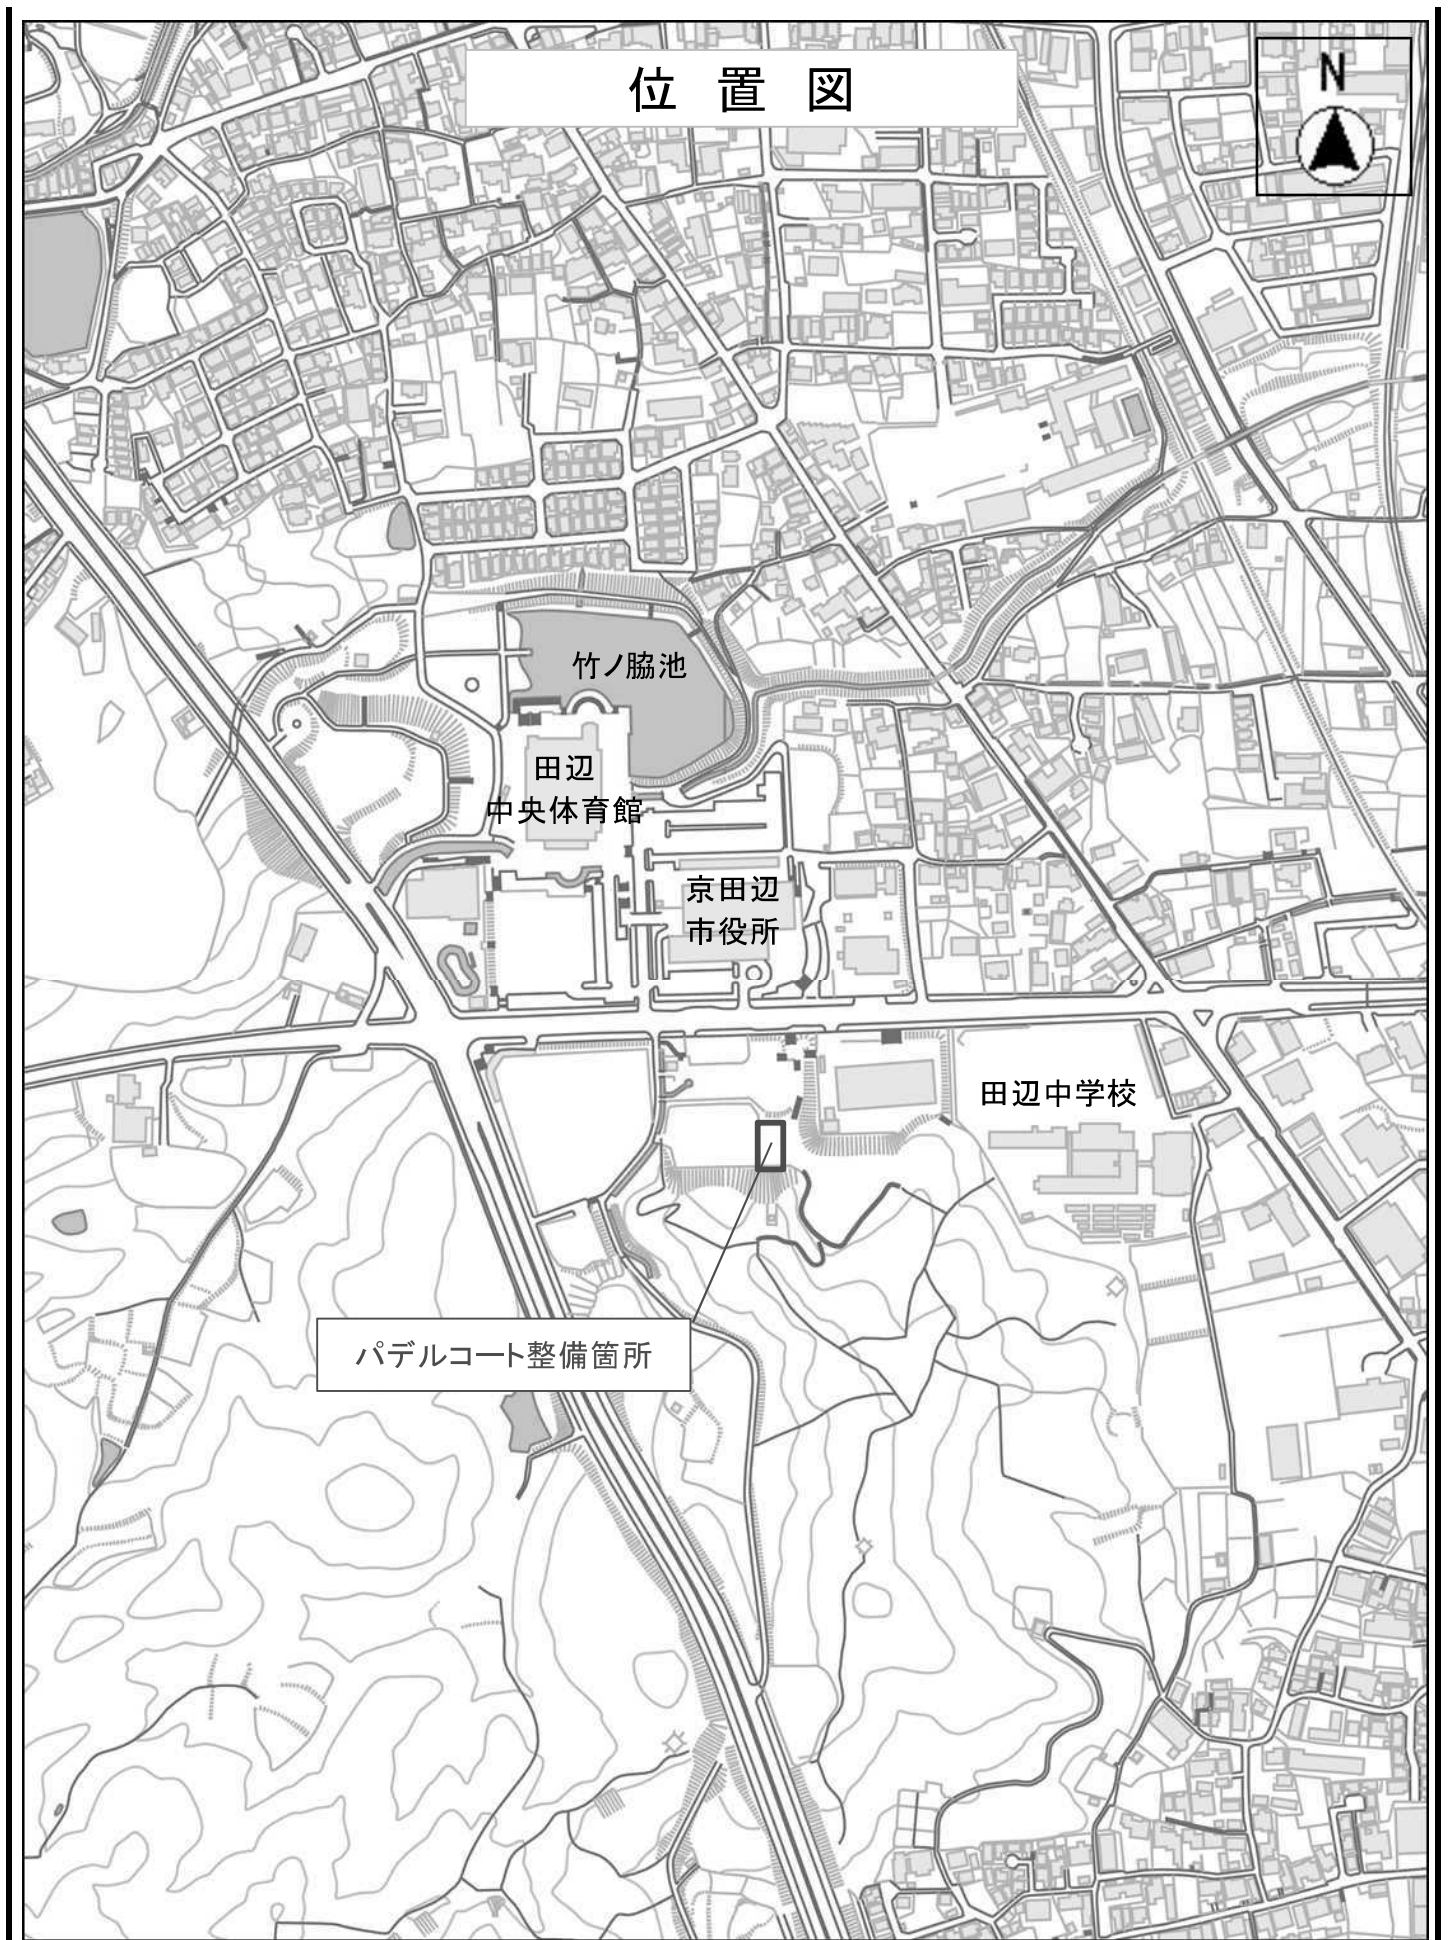 位 置 図
N
竹ノ脇池
田辺
中央体育館
京田辺
市役所
田辺中学校
パデルコート整備箇所